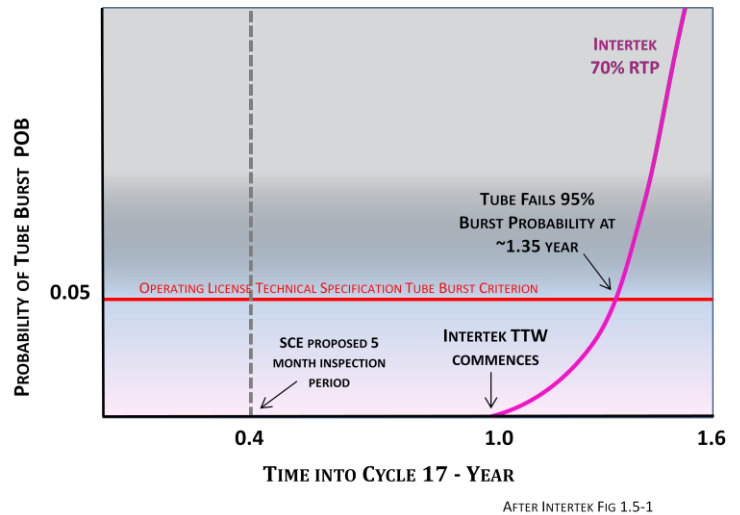 INTERTEK
70% RTP
PROBABILITY OF TUBE BURST POB
TUBE FAILS 95%
BURST PROBABILITY AT
~1.35 YEAR
0.05
OPERATING LICENSE TECHNICAL SPECIFICATION TUBE BURST CRITERION
SCE PROPOSED 5
MONTH INSPECTION
PERIOD
INTERTEK TTW
COMMENCES
0.4
1.0
1.6
TIME INTO CYCLE 17 - YEAR
AFTER INTERTEK FIG 1.5-1